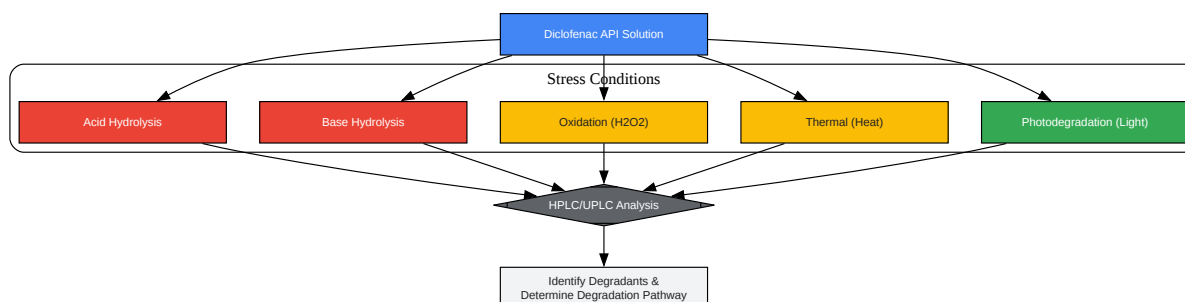 Diclofenac API Solution
Stress Conditions
Acid Hydrolysis
Base Hydrolysis
Oxidation (H2O2)
Thermal (Heat)
Photodegradation (Light)
HPLC/UPLC Analysis
Identify Degradants &
Determine Degradation Pathway